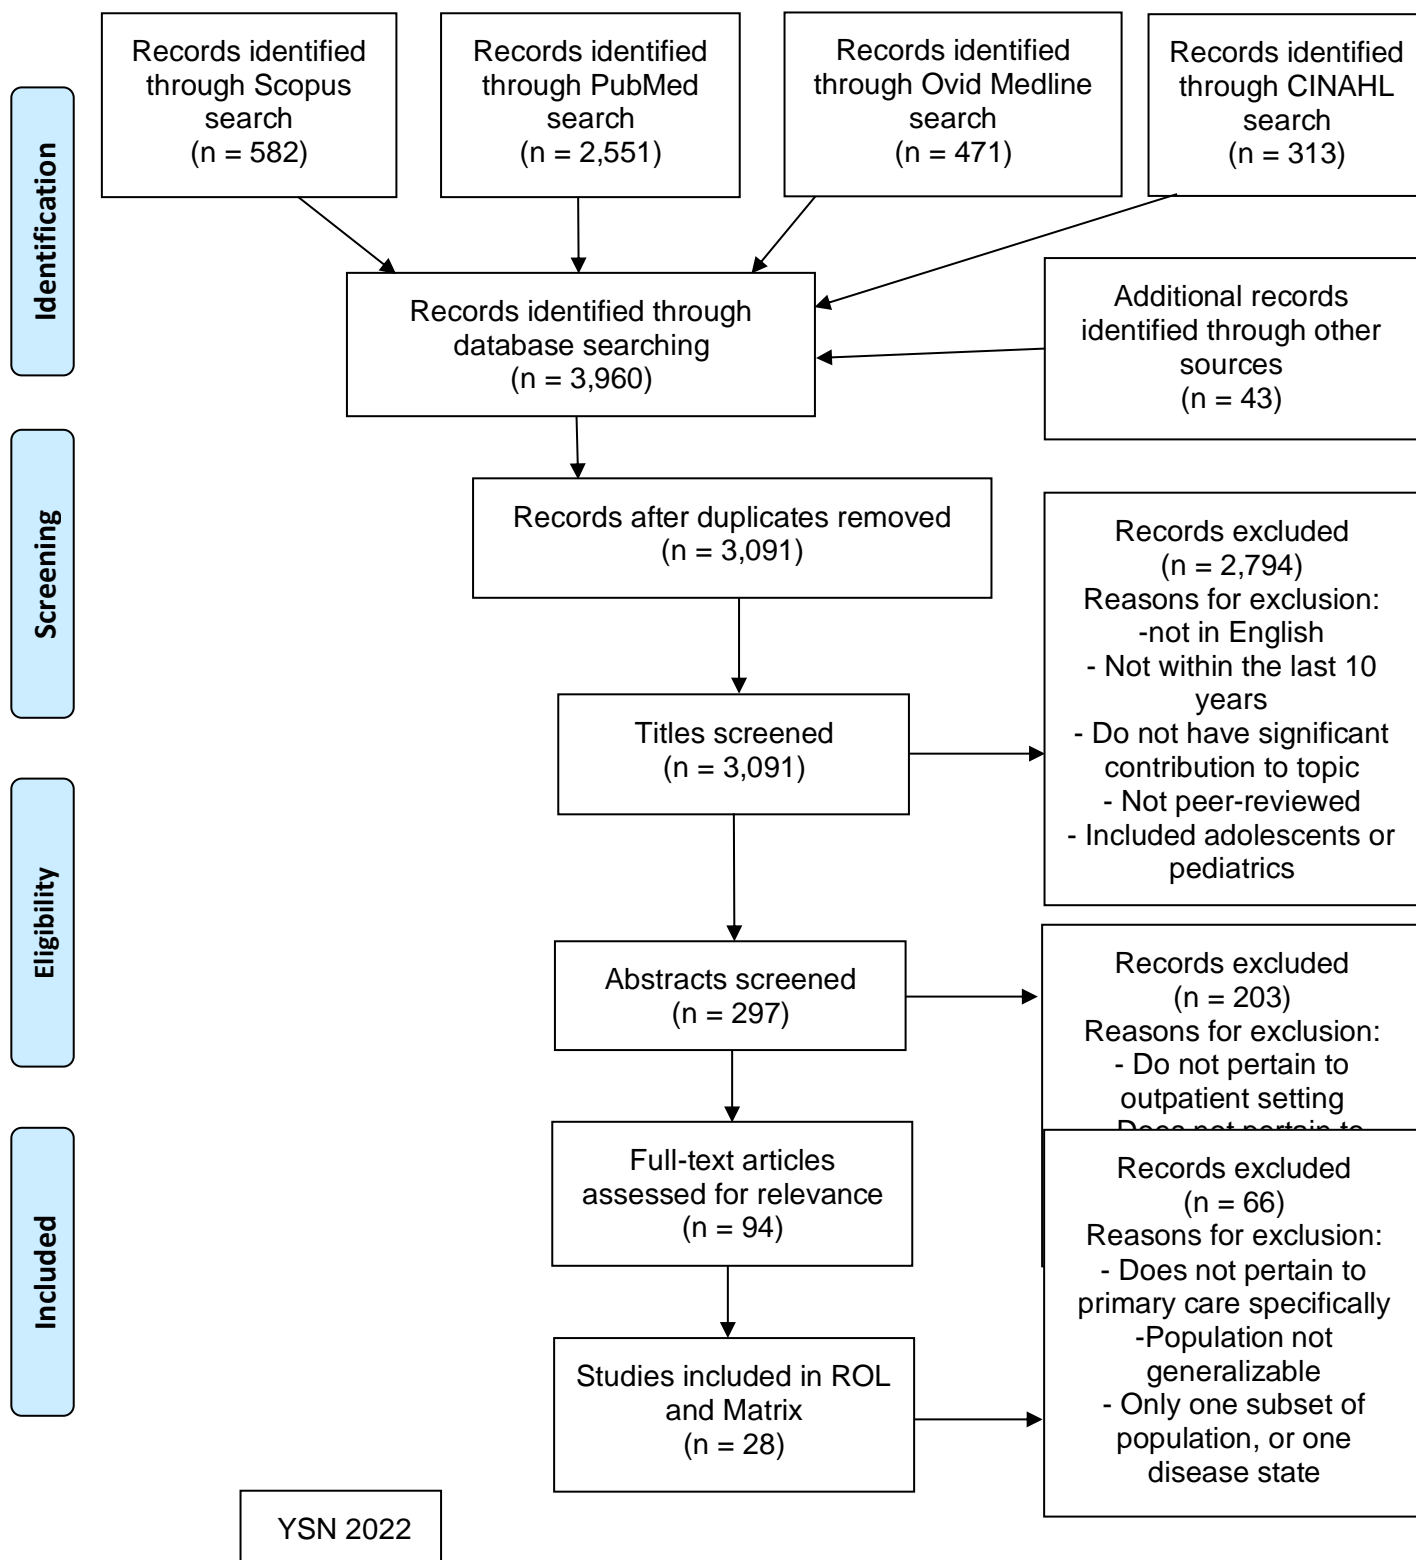 Records identified
through Scopus
search
(n = 582)
Records identified
through PubMed
search
(n = 2,551)
Records identified
through Ovid Medline
search
(n = 471)
Records identified
through CINAHL
search
(n = 313)
Identification
Records identified through
database searching
(n = 3,960)
Additional records
identified through other
sources
(n = 43)
Screening
Records after duplicates removed
(n = 3,091)
Titles screened
(n = 3,091)
Records excluded
(n = 2,794)
Reasons for exclusion:
-not in English
- Not within the last 10
years
- Do not have significant
contribution to topic
- Not peer-reviewed
- Included adolescents or
pediatrics
Eligibility
Abstracts screened
(n = 297)
Records excluded
(n = 203)
Reasons for exclusion:
- Do not pertain to
outpatient setting
Does not pertain to
Included
Full-text articles
assessed for relevance
(n = 94)
Studies included in ROL
and Matrix
(n = 28)
Records excluded
(n = 66)
Reasons for exclusion:
- Does not pertain to
primary care specifically
-Population not
generalizable
- Only one subset of
population, or one
disease state
YSN 2022